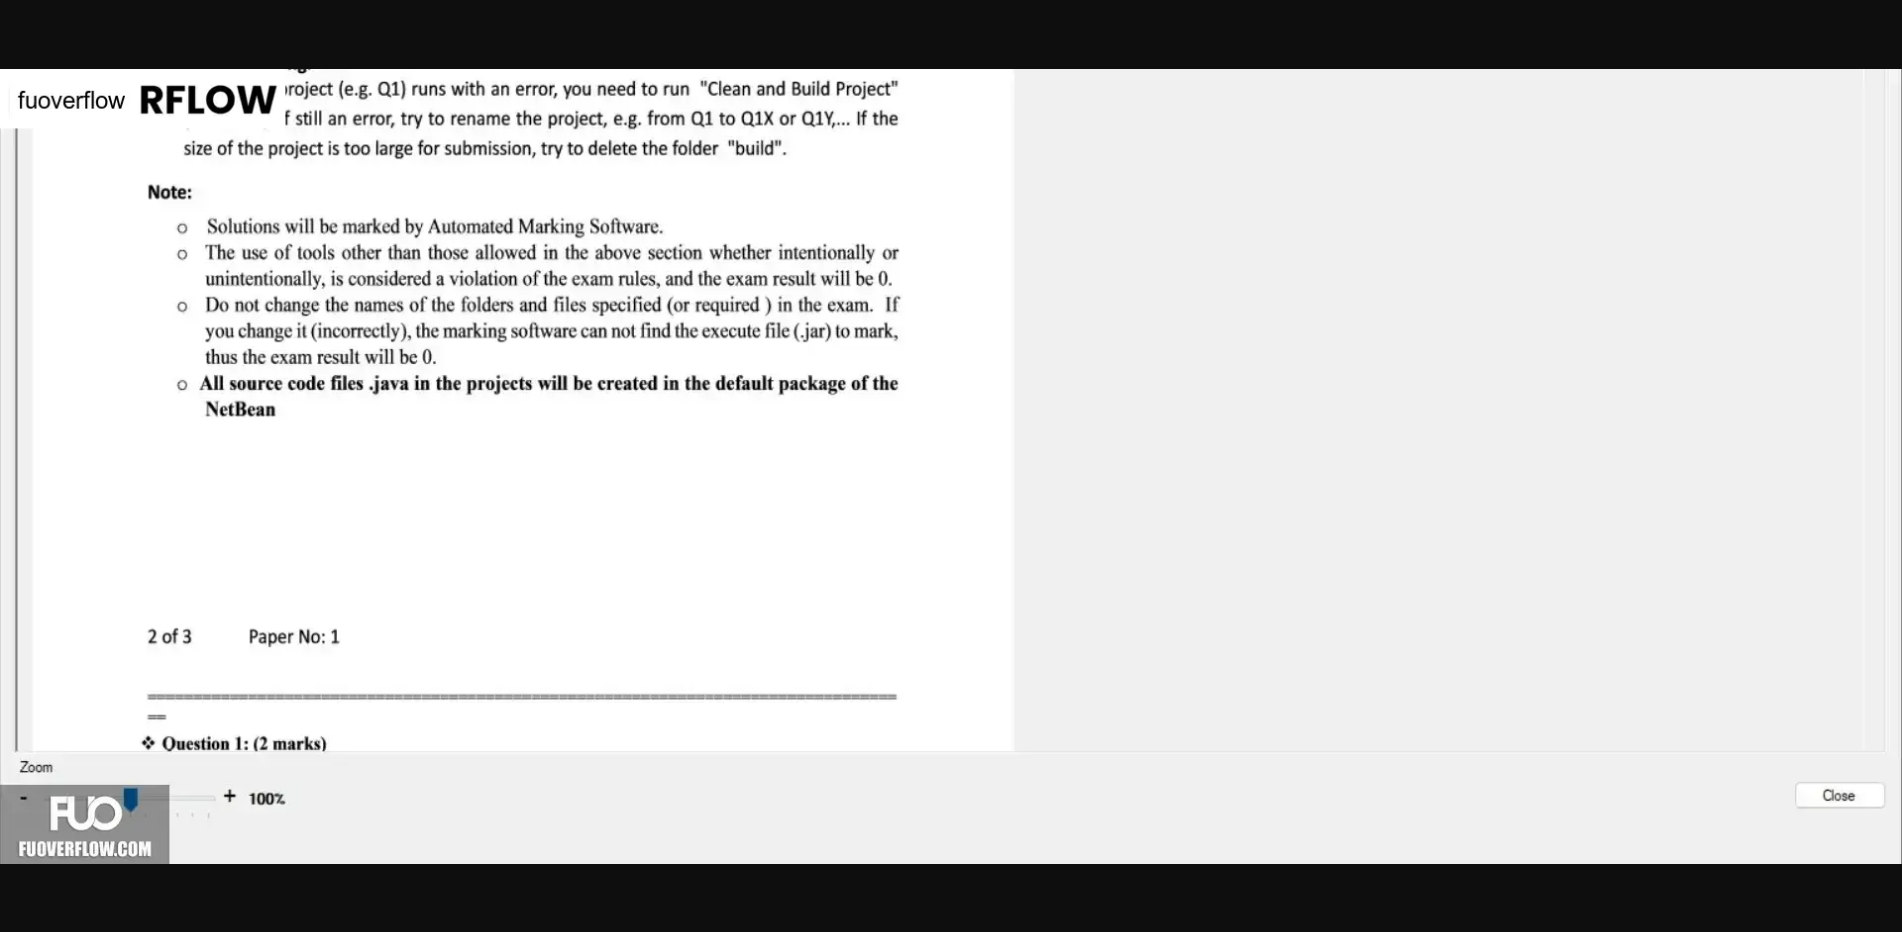 fuoverflow RFLOW roject (e.g. Q1) runs with an error, you need to run "Clean and Build Project"
f still an error, try to rename the project, e.g. from Q1 to Q1X or Q1Y,... If the
size of the project is too large for submission, try to delete the folder "build".
Note:
o Solutions will be marked by Automated Marking Software.
o The use of tools other than those allowed in the above section whether intentionally or
unintentionally, is considered a violation of the exam rules, and the exam result will be 0.
o Do not change the names of the folders and files specified (or required ) in the exam. If
you change it (incorrectly), the marking software can not find the execute file (.jar) to mark,
thus the exam result will be 0.
o All source code files .java in the projects will be created in the default package of the
NetBean
2 of 3 Paper No: 1
❖ Question 1: (2 marks)
Zoom
- + 100%
Close
FUO
FUOVERFLOW.COM